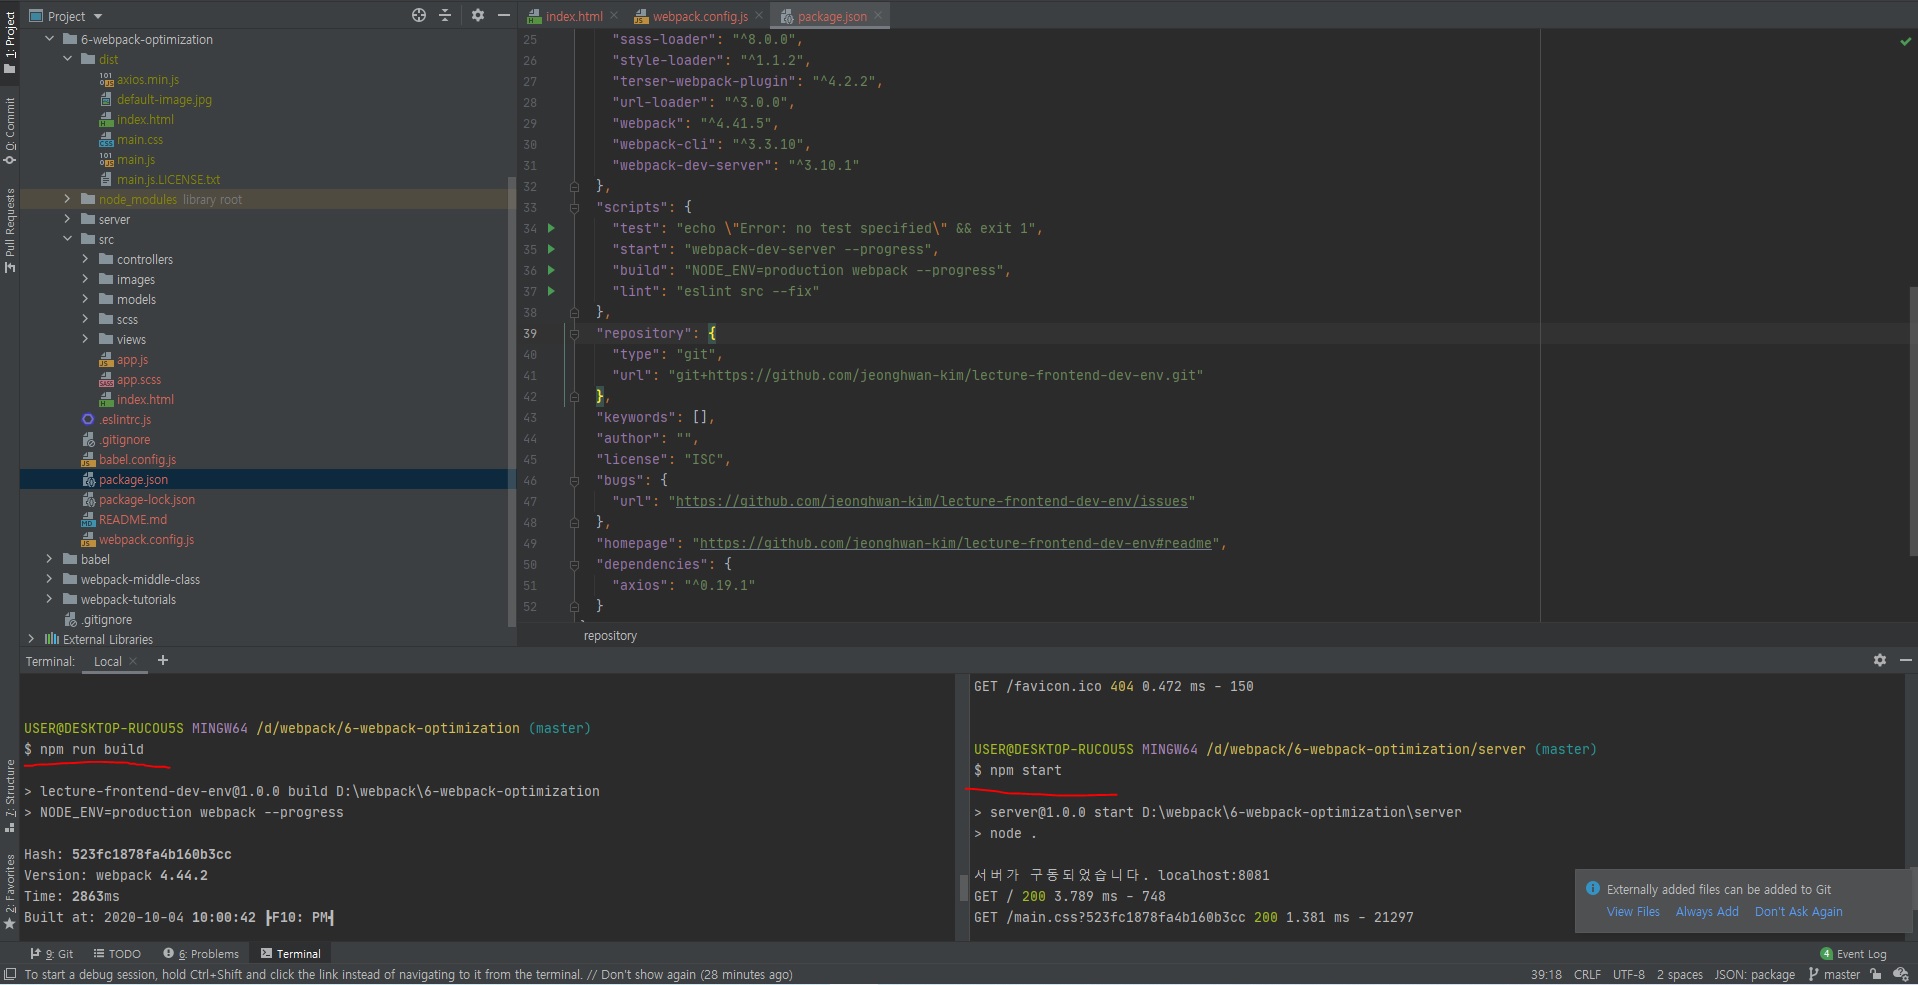 Project
index.html
webpack.config.js
package.json
1: Project
0: Commit
Pull Requests
7: Structure
2: Favorites
6-webpack-optimization
dist
axios.min.js
default-image.jpg
index.html
main.css
main.js
main.js.LICENSE.txt
node_modules library root
server
src
controllers
images
models
scss
views
app.js
app.scss
index.html
.eslintrc.js
.gitignore
babel.config.js
package.json
package-lock.json
README.md
webpack.config.js
babel
webpack-middle-class
webpack-tutorials
.gitignore
External Libraries
25 "sass-loader": "^8.0.0",
26 "style-loader": "^1.1.2",
27 "terser-webpack-plugin": "^4.2.2",
28 "url-loader": "^3.0.0",
29 "webpack": "^4.41.5",
30 "webpack-cli": "^3.3.10",
31 "webpack-dev-server": "^3.10.1"
32 },
33 "scripts": {
34 "test": "echo \"Error: no test specified\" && exit 1",
35 "start": "webpack-dev-server --progress",
36 "build": "NODE_ENV=production webpack --progress",
37 "lint": "eslint src --fix"
38 },
39 "repository": {
40 "type": "git",
41 "url": "git+https://github.com/jeonghwan-kim/lecture-frontend-dev-env.git"
42 },
43 "keywords": [],
44 "author": "",
45 "license": "ISC",
46 "bugs": {
47 "url": "https://github.com/jeonghwan-kim/lecture-frontend-dev-env/issues"
48 },
49 "homepage": "https://github.com/jeonghwan-kim/lecture-frontend-dev-env#readme",
50 "dependencies": {
51 "axios": "^0.19.1"
52 }
repository
Terminal: Local +
USER@DESKTOP-RUCOU5S MINGW64 /d/webpack/6-webpack-optimization (master)
$ npm run build
> lecture-frontend-dev-env@1.0.0 build D:\webpack\6-webpack-optimization
> NODE_ENV=production webpack --progress
Hash: 523fc1878fa4b160b3cc
Version: webpack 4.44.2
Time: 2863ms
Built at: 2020-10-04 10:00:42 ├F10: PM┤
GET /favicon.ico 404 0.472 ms - 150
USER@DESKTOP-RUCOU5S MINGW64 /d/webpack/6-webpack-optimization/server (master)
$ npm start
> server@1.0.0 start D:\webpack\6-webpack-optimization\server
> node .
서버가 구동되었습니다. localhost:8081
GET / 200 3.789 ms - 748
GET /main.css?523fc1878fa4b160b3cc 200 1.381 ms - 21297
Externally added files can be added to Git
View Files Always Add Don't Ask Again
9: Git TODO 6: Problems Terminal 4 Event Log
To start a debug session, hold Ctrl+Shift and click the link instead of navigating to it from the terminal. // Don't show again (28 minutes ago) 39:18 CRLF UTF-8 2 spaces JSON: package master